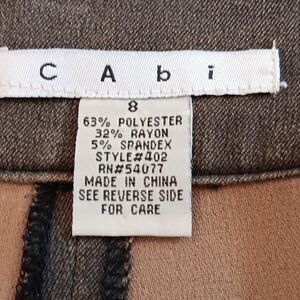 C A b i
8
63% POLYESTER
32% RAYON
5% SPANDEX
STYLE#402
RN#54077
MADE IN CHINA
SEE REVERSE SIDE
FOR CARE